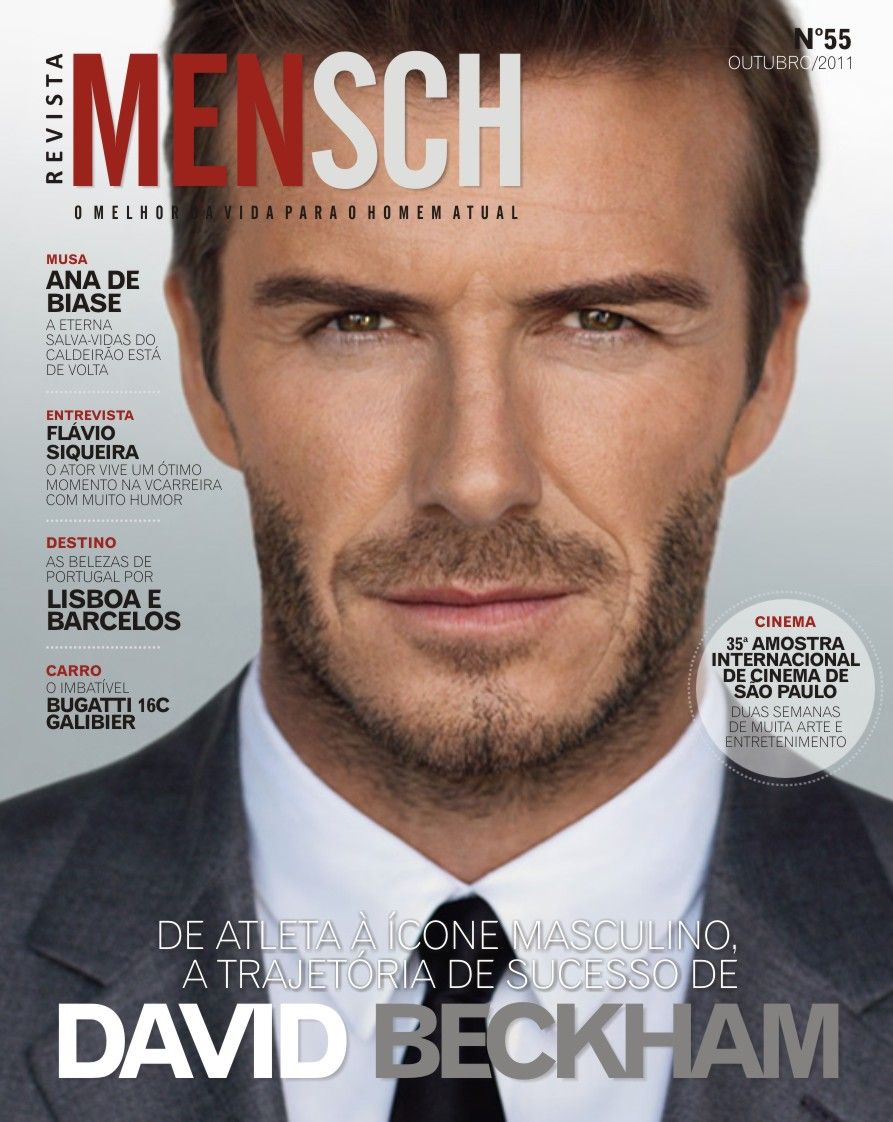 REVISTA
MENSCH
O MELHOR DA VIDA PARA O HOMEM ATUAL
Nº55
OUTUBRO/2011
MUSA
ANA DE
BIASE
A ETERNA
SALVA-VIDAS DO
CALDEIRÃO ESTÁ
DE VOLTA
ENTREVISTA
FLÁVIO
SIQUEIRA
O ATOR VIVE UM ÓTIMO
MOMENTO NA VCARREIRA
COM MUITO HUMOR
DESTINO
AS BELEZAS DE
PORTUGAL POR
LISBOA E
BARCELOS
CARRO
O IMBATÍVEL
BUGATTI 16C
GALIBIER
CINEMA
35ª AMOSTRA
INTERNACIONAL
DE CINEMA DE
SÃO PAULO
DUAS SEMANAS
DE MUITA ARTE E
ENTRETENIMENTO
DE ATLETA À ÍCONE MASCULINO,
A TRAJETÓRIA DE SUCESSO DE
DAVID BECKHAM